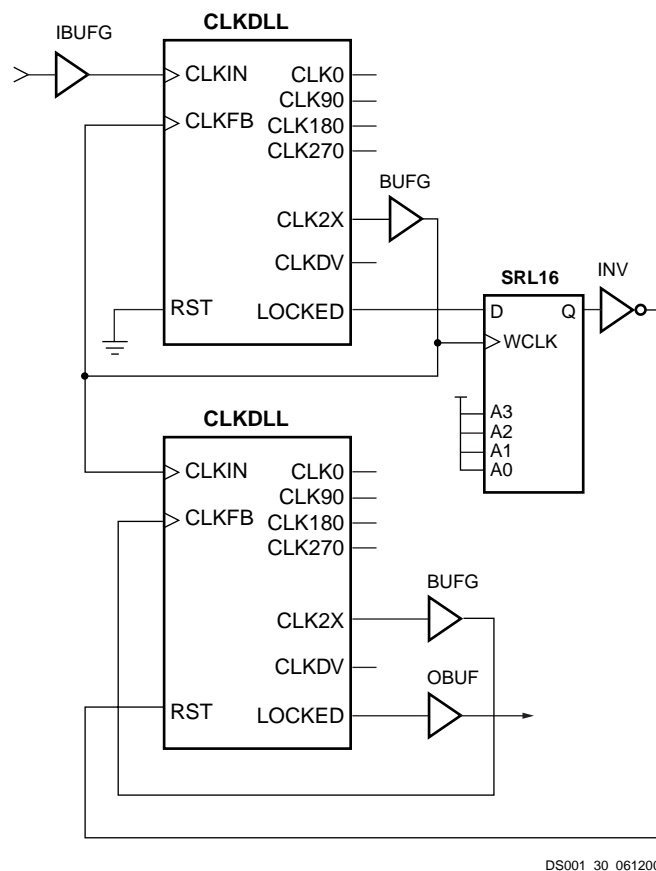 CLKDLL
IBUFG
CLKIN
CLKFB
RST
CLK0
CLK90
CLK180
CLK270
CLK2X
CLKDV
LOCKED
BUFG
SRL16
D
Q
WCLK
A3
A2
A1
A0
INV
CLKDLL
CLKIN
CLKFB
RST
CLK0
CLK90
CLK180
CLK270
CLK2X
CLKDV
LOCKED
BUFG
OBUF
DS001_30_061200